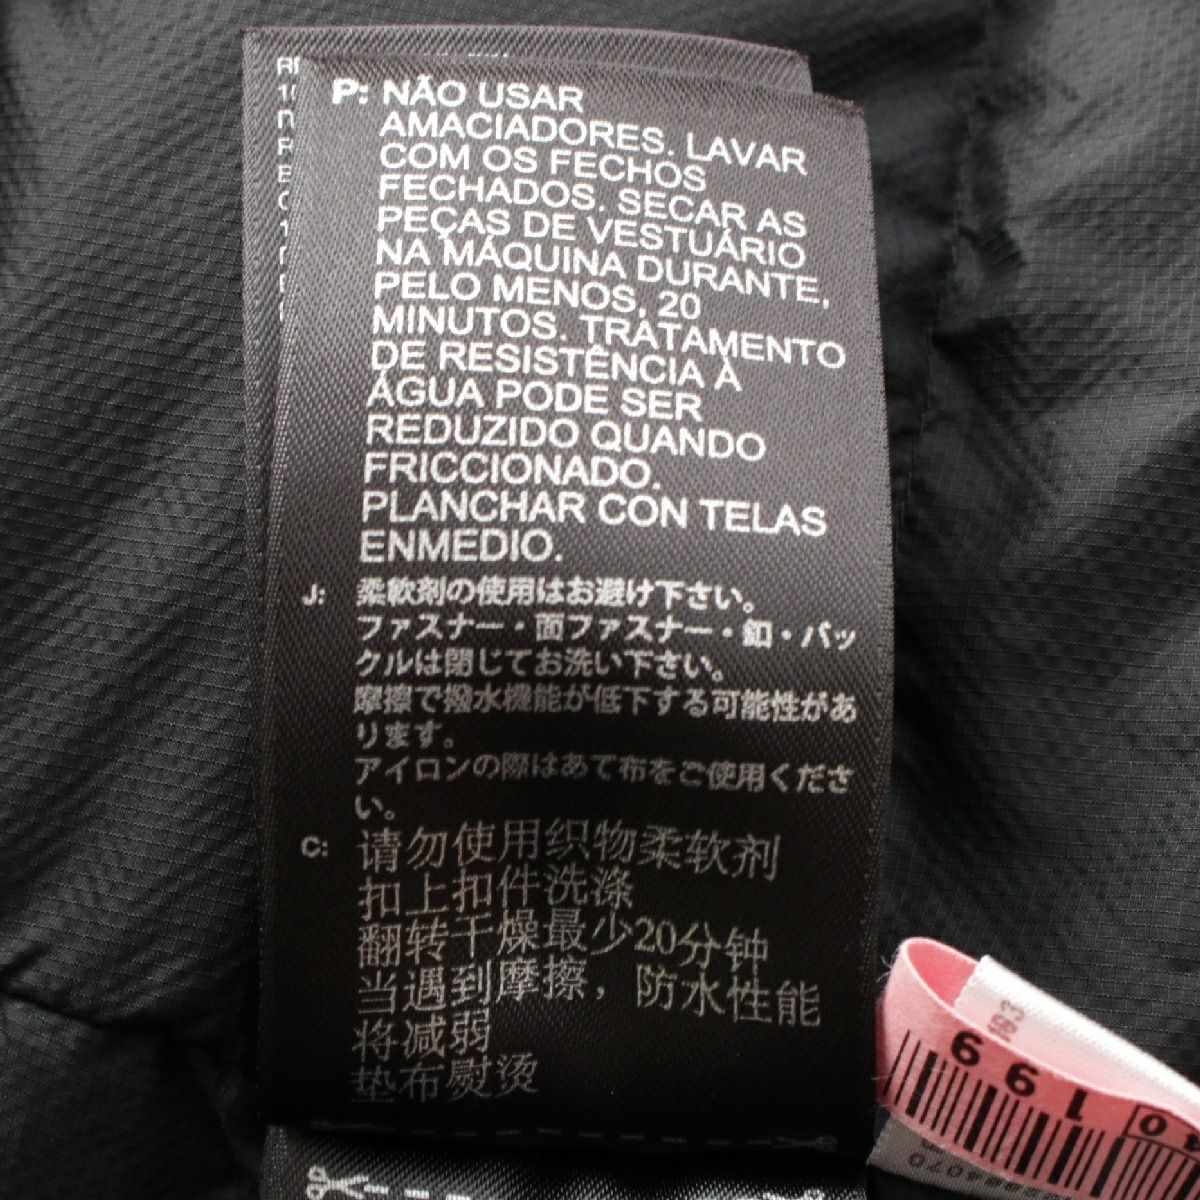 P: NÃO USAR
AMACIADORES. LAVAR
COM OS FECHOS
FECHADOS. SECAR AS
PEÇAS DE VESTUÁRIO
NA MÁQUINA DURANTE,
PELO MENOS, 20
MINUTOS. TRATAMENTO
DE RESISTÊNCIA À
ÁGUA PODE SER
REDUZIDO QUANDO
FRICCIONADO.
PLANCHAR CON TELAS
ENMEDIO.
J: 柔軟剤の使用はお避け下さい。
ファスナー・面ファスナー・釦・バッ
クルは閉じてお洗い下さい。
摩擦で撥水機能が低下する可能性があ
ります。
アイロンの際はあて布をご使用くださ
い。
C: 请勿使用织物柔软剂
扣上扣件洗涤
翻转干燥最少20分钟
当遇到摩擦，防水性能
将减弱
垫布熨烫
199